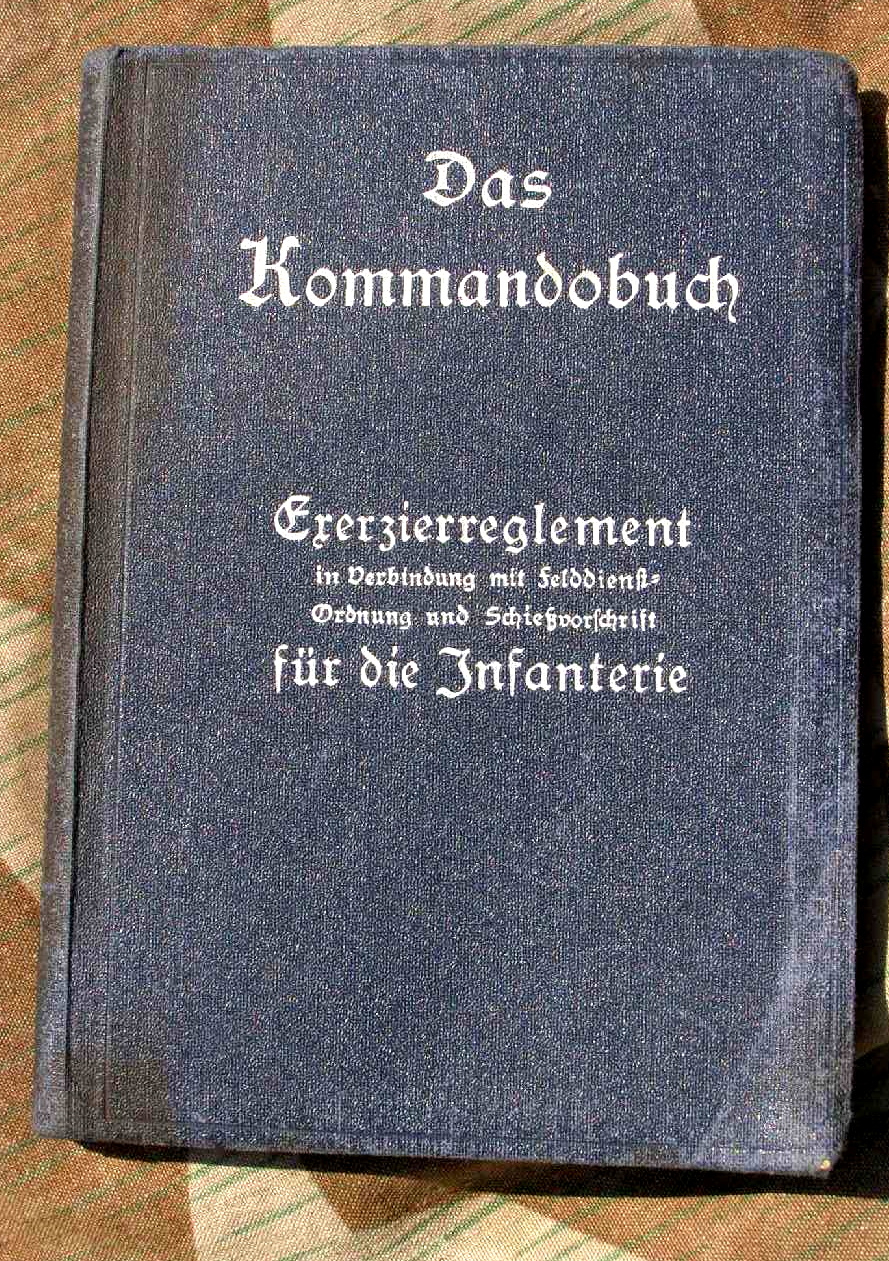 Das
Kommandobuch
Exerzierreglement
in Verbindung mit Felddienst-
Ordnung und Schießvorschrift
für die Infanterie